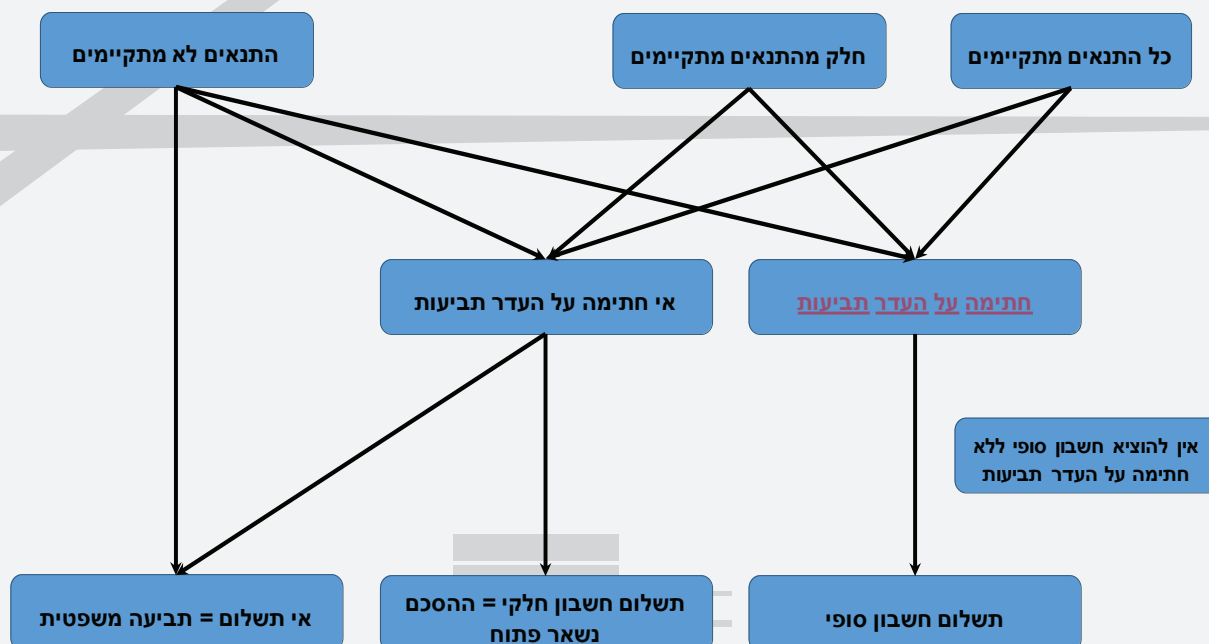 כל התנאים מתקיימים
חלק מהתנאים מתקיימים
התנאים לא מתקיימים
חתימה על העדר תביעות
אי חתימה על העדר תביעות
אין להוציא חשבון סופי ללא
חתימה על העדר תביעות
תשלום חשבון סופי
תשלום חשבון חלקי = ההסכם
נשאר פתוח
אי תשלום = תביעה משפטית